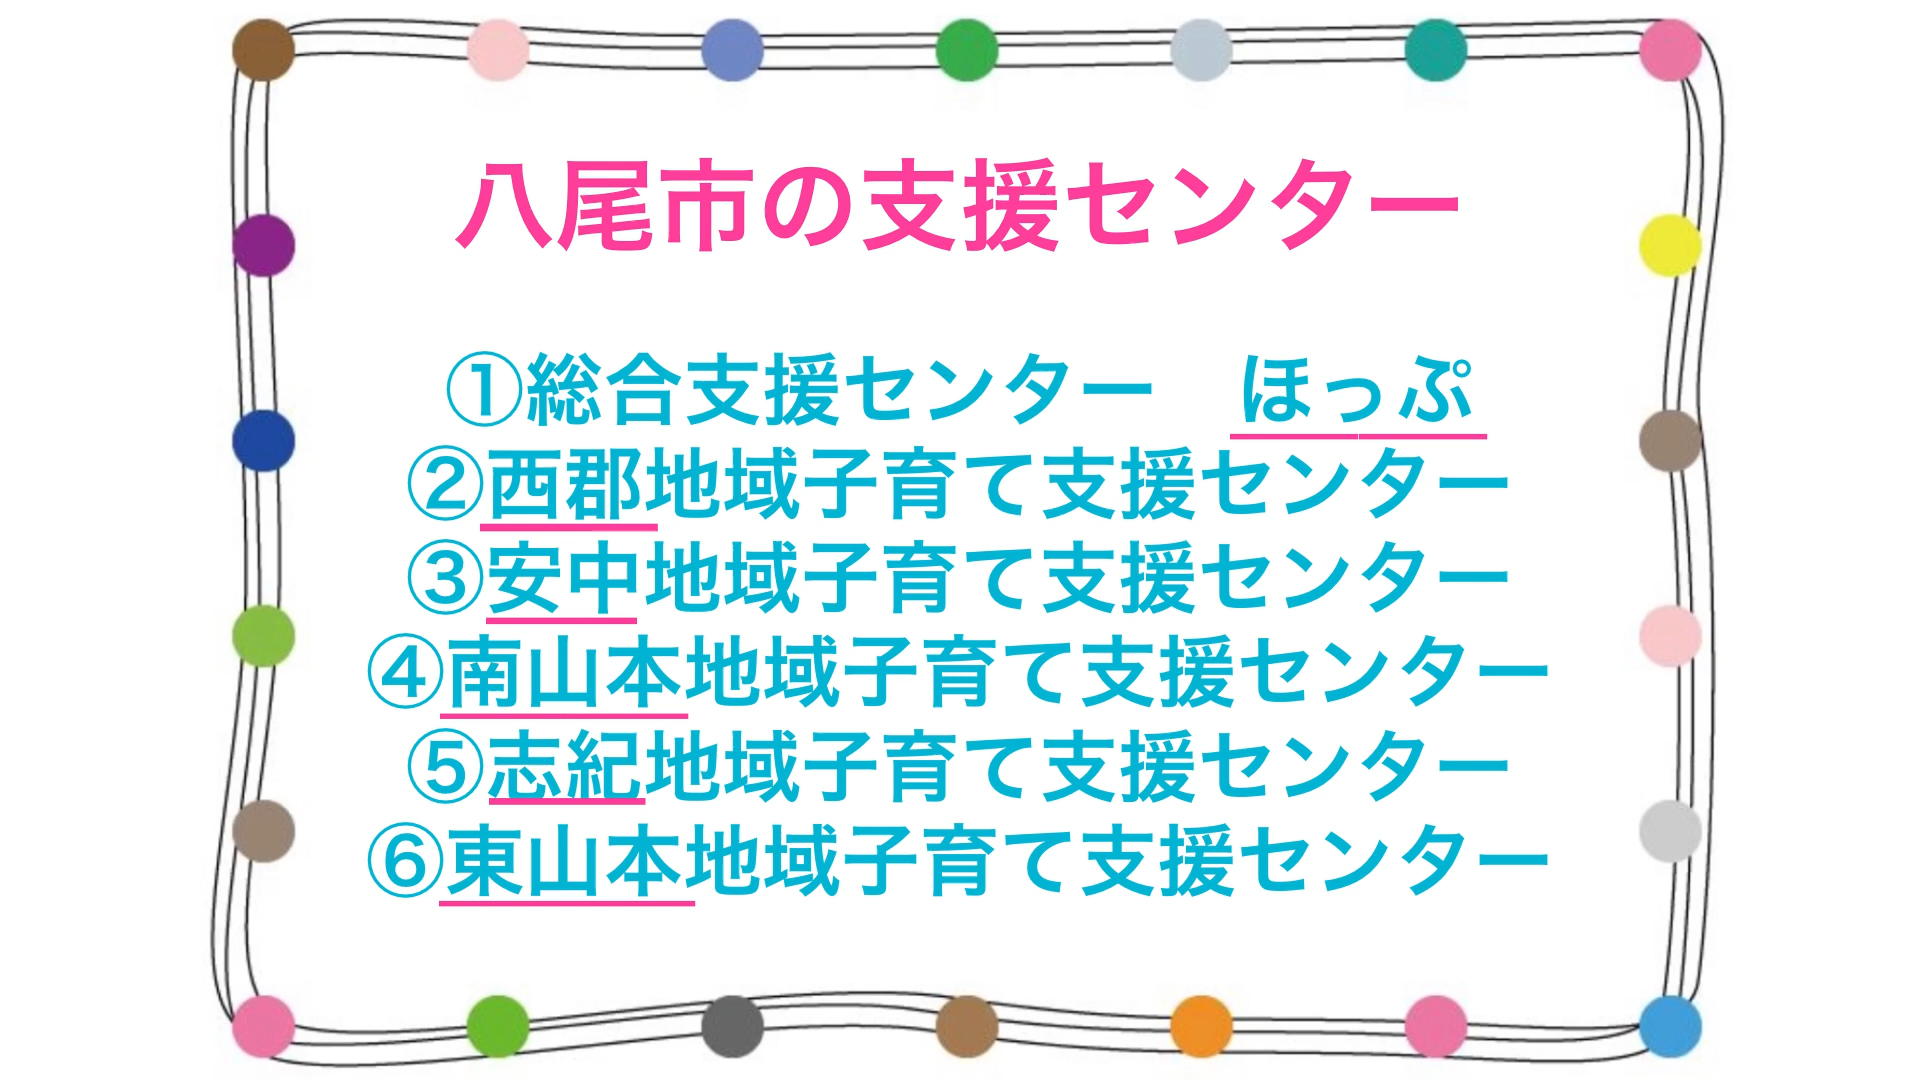 八尾市の支援センター
①総合支援センター　ほっぷ
②西郡地域子育て支援センター
③安中地域子育て支援センター
④南山本地域子育て支援センター
⑤志紀地域子育て支援センター
⑥東山本地域子育て支援センター